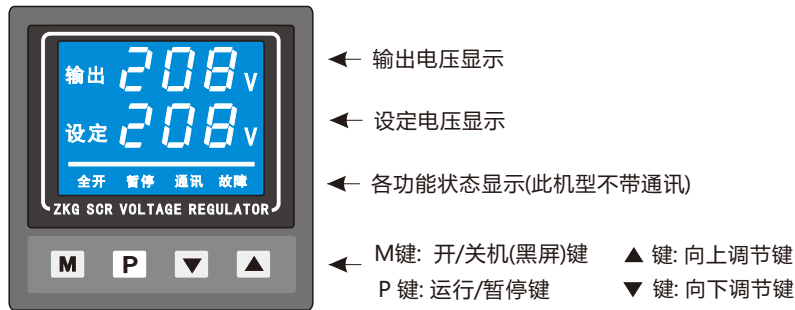 输出 208 V
设定 208 V
全开 暂停 通讯 故障
ZKG SCR VOLTAGE REGULATOR
M P ▼ ▲
输出电压显示
设定电压显示
各功能状态显示(此机型不带通讯)
M键: 开/关机(黑屏)键 ▲ 键: 向上调节键
P 键: 运行/暂停键 ▼ 键: 向下调节键